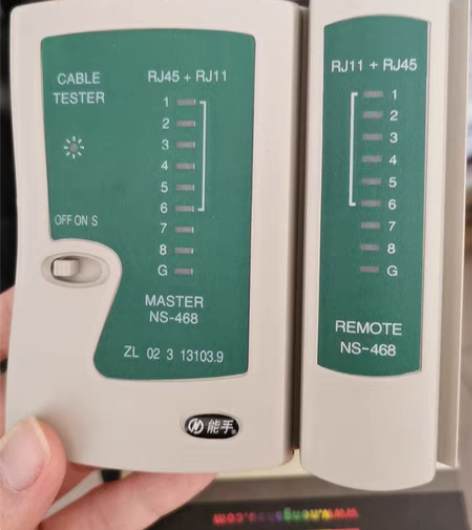 CABLE
TESTER
RJ45 + RJ11
1
2
3
4
5
6
7
8
G
OFF ON S
MASTER
NS-468
ZL 02 3 13103.9
能手®
RJ11 + RJ45
1
2
3
4
5
6
7
8
G
REMOTE
NS-468